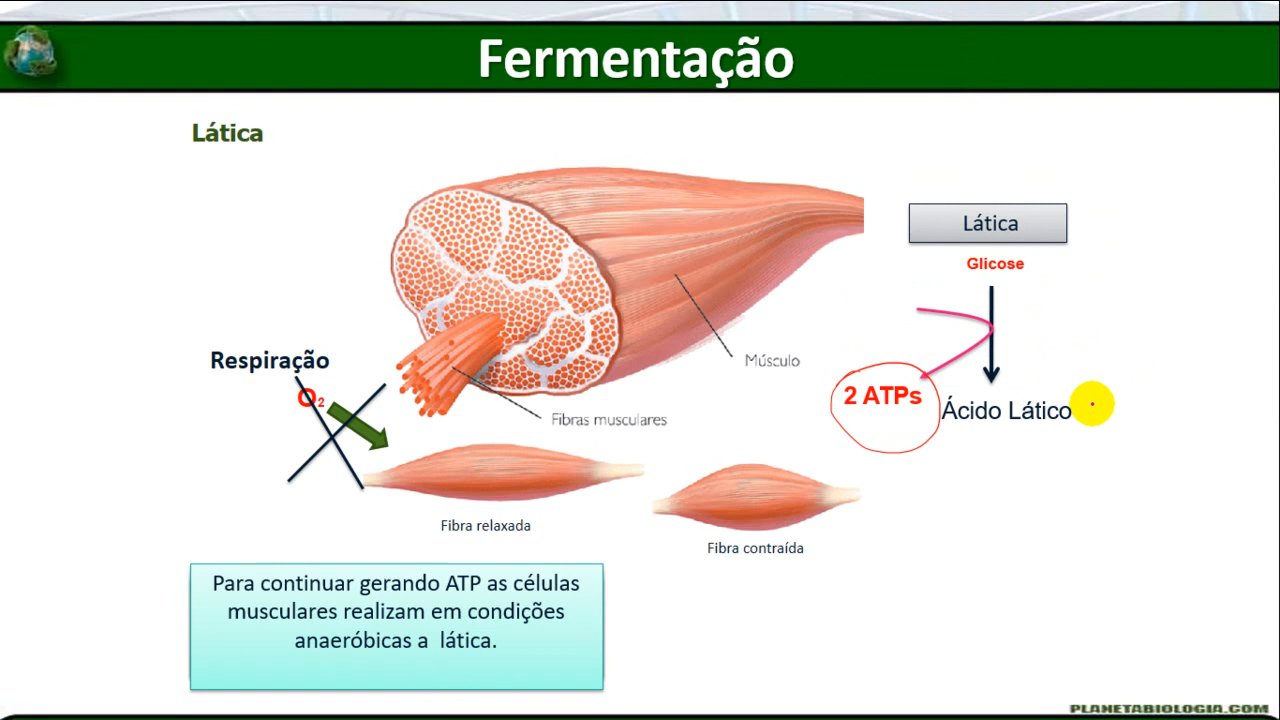 Fermentação
Lática
Lática
Glicose
Músculo
Respiração
O₂
2 ATPs
Ácido Lático
Fibras musculares
Fibra relaxada
Fibra contraída
Para continuar gerando ATP as células
musculares realizam em condições
anaeróbicas a lática.
PLANETABIOLOGIA.COM